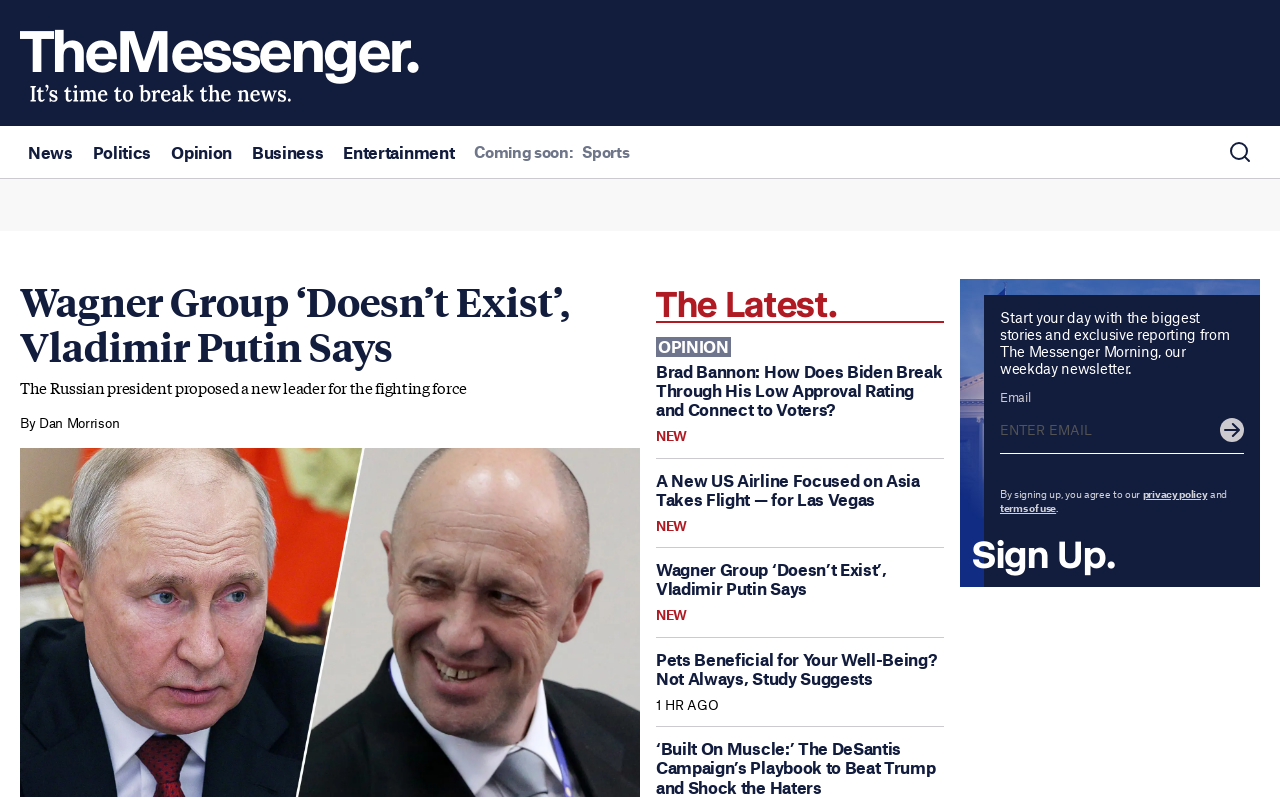 TheMessenger.
It's time to break the news.
News Politics Opinion Business Entertainment Coming soon: Sports
Wagner Group ‘Doesn’t Exist’,
Vladimir Putin Says
The Russian president proposed a new leader for the fighting force
By Dan Morrison
The Latest.
OPINION
Brad Bannon: How Does Biden Break
Through His Low Approval Rating
and Connect to Voters?
NEW
A New US Airline Focused on Asia
Takes Flight — for Las Vegas
NEW
Wagner Group ‘Doesn’t Exist’,
Vladimir Putin Says
NEW
Pets Beneficial for Your Well-Being?
Not Always, Study Suggests
1 HR AGO
‘Built On Muscle:’ The DeSantis
Campaign’s Playbook to Beat Trump
and Shock the Haters
Start your day with the biggest
stories and exclusive reporting from
The Messenger Morning, our
weekday newsletter.
Email
ENTER EMAIL
By signing up, you agree to our privacy policy and
terms of use.
Sign Up.